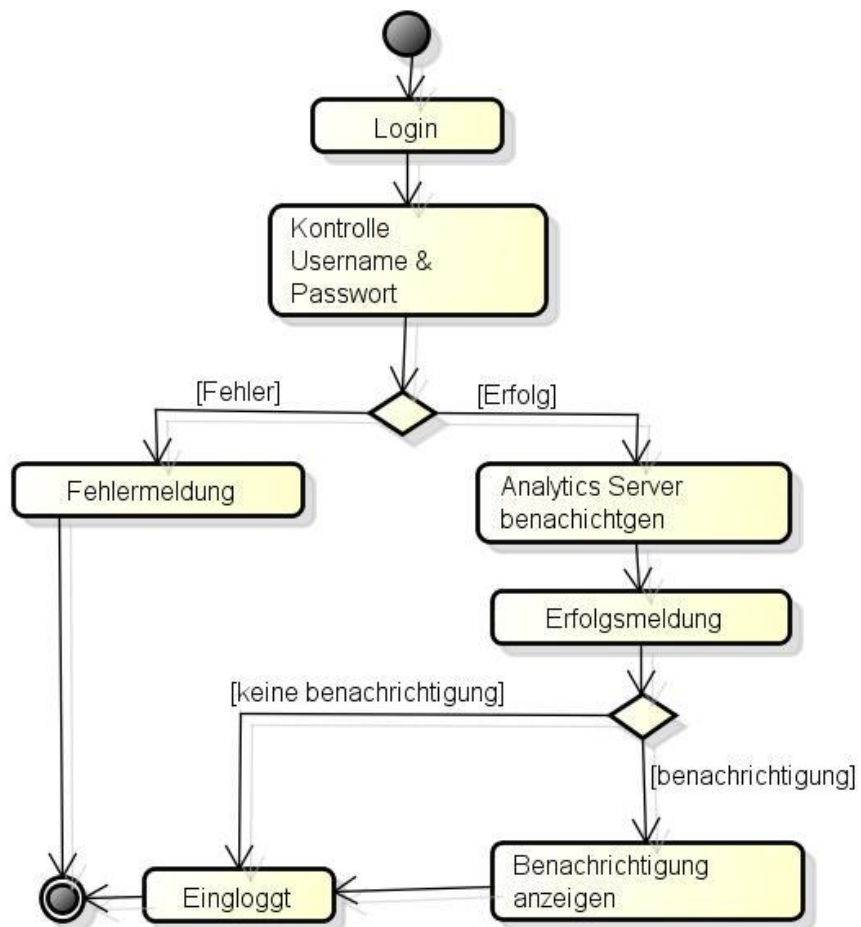 Login
Kontrolle
Username &
Passwort
[Fehler]
[Erfolg]
Fehlermeldung
Analytics Server
benachichtgen
Erfolgsmeldung
[keine benachrichtigung]
[benachrichtigung]
Eingloggt
Benachrichtigung
anzeigen